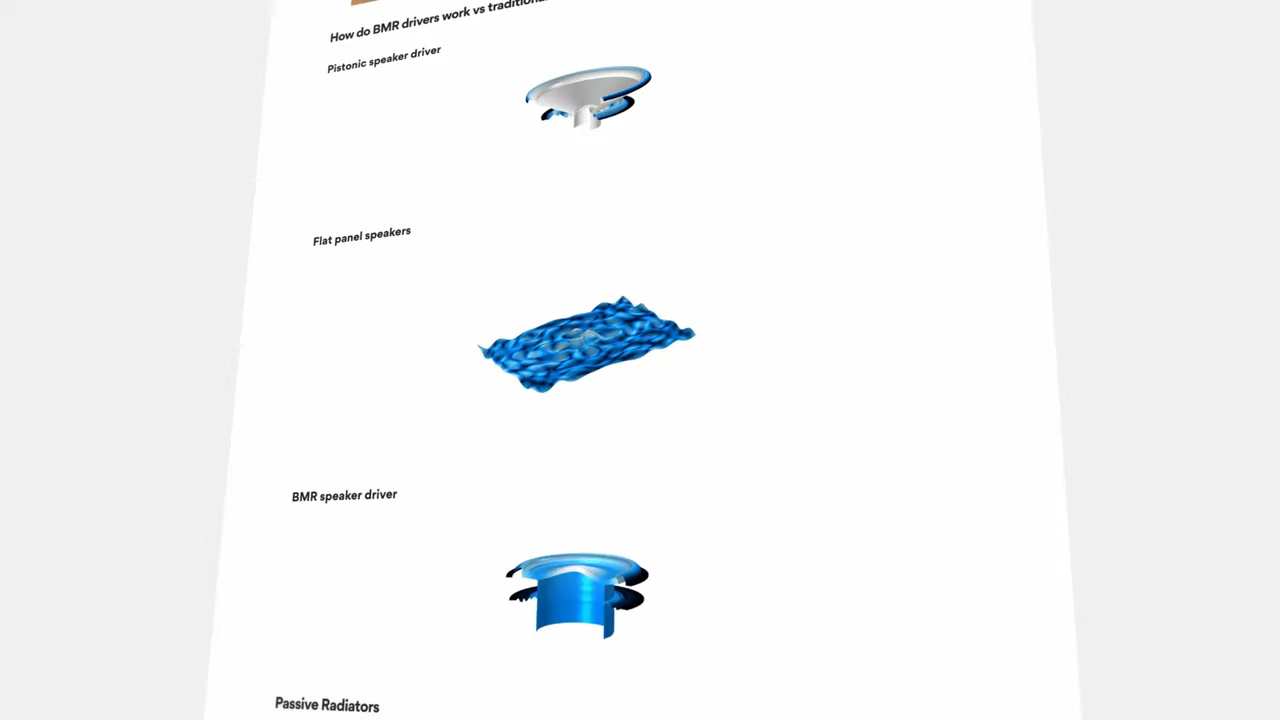 How do BMR drivers work vs
Pistonic speaker driver
Flat panel speakers
BMR speaker driver
Passive Radiators